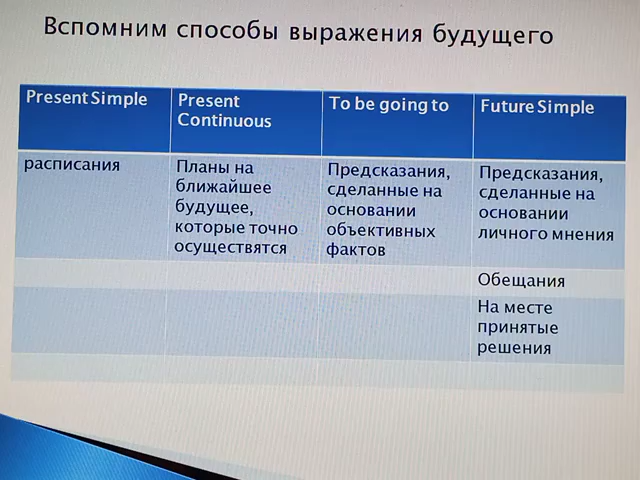 Вспомним способы выражения будущего
Present Simple
Present
Continuous
To be going to
Future Simple
расписания
Планы на
ближайшее
будущее,
которые точно
осуществятся
Предсказания,
сделанные на
основании
объективных
фактов
Предсказания,
сделанные на
основании
личного мнения
Обещания
На месте
принятые
решения